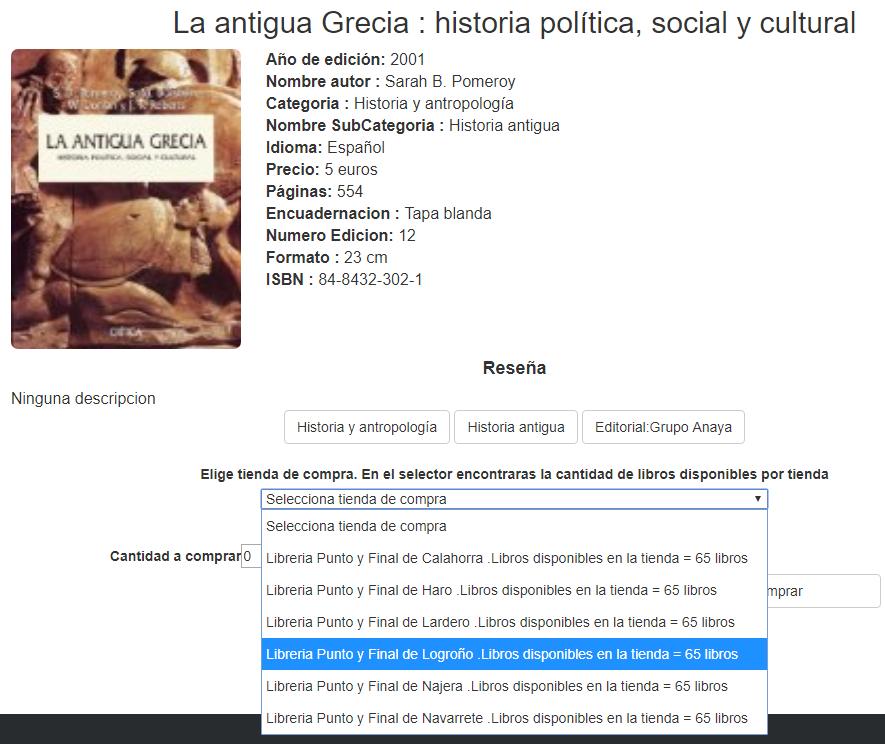 La antigua Grecia : historia política, social y cultural
LA ANTIGUA GRECIA
HISTORIA POLÍTICA, SOCIAL Y CULTURAL
CRÍTICA
Año de edición: 2001
Nombre autor : Sarah B. Pomeroy
Categoria : Historia y antropología
Nombre SubCategoria : Historia antigua
Idioma: Español
Precio: 5 euros
Páginas: 554
Encuadernacion : Tapa blanda
Numero Edicion: 12
Formato : 23 cm
ISBN : 84-8432-302-1
Reseña
Ninguna descripcion
Historia y antropología
Historia antigua
Editorial:Grupo Anaya
Elige tienda de compra. En el selector encontraras la cantidad de libros disponibles por tienda
Selecciona tienda de compra
Selecciona tienda de compra
Cantidad a comprar 0
Libreria Punto y Final de Calahorra .Libros disponibles en la tienda = 65 libros
Libreria Punto y Final de Haro .Libros disponibles en la tienda = 65 libros
mprar
Libreria Punto y Final de Lardero .Libros disponibles en la tienda = 65 libros
Libreria Punto y Final de Logroño .Libros disponibles en la tienda = 65 libros
Libreria Punto y Final de Najera .Libros disponibles en la tienda = 65 libros
Libreria Punto y Final de Navarrete .Libros disponibles en la tienda = 65 libros